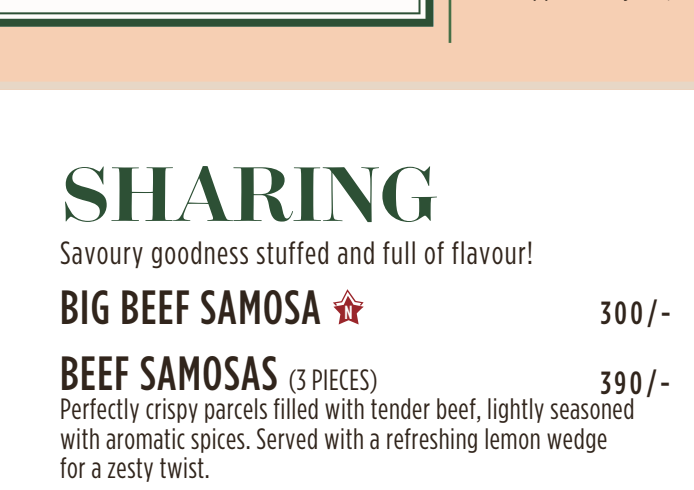 SHARING
Savoury goodness stuffed and full of flavour!
BIG BEEF SAMOSA N 300/-
BEEF SAMOSAS (3 PIECES) 390/-
Perfectly crispy parcels filled with tender beef, lightly seasoned
with aromatic spices. Served with a refreshing lemon wedge
for a zesty twist.